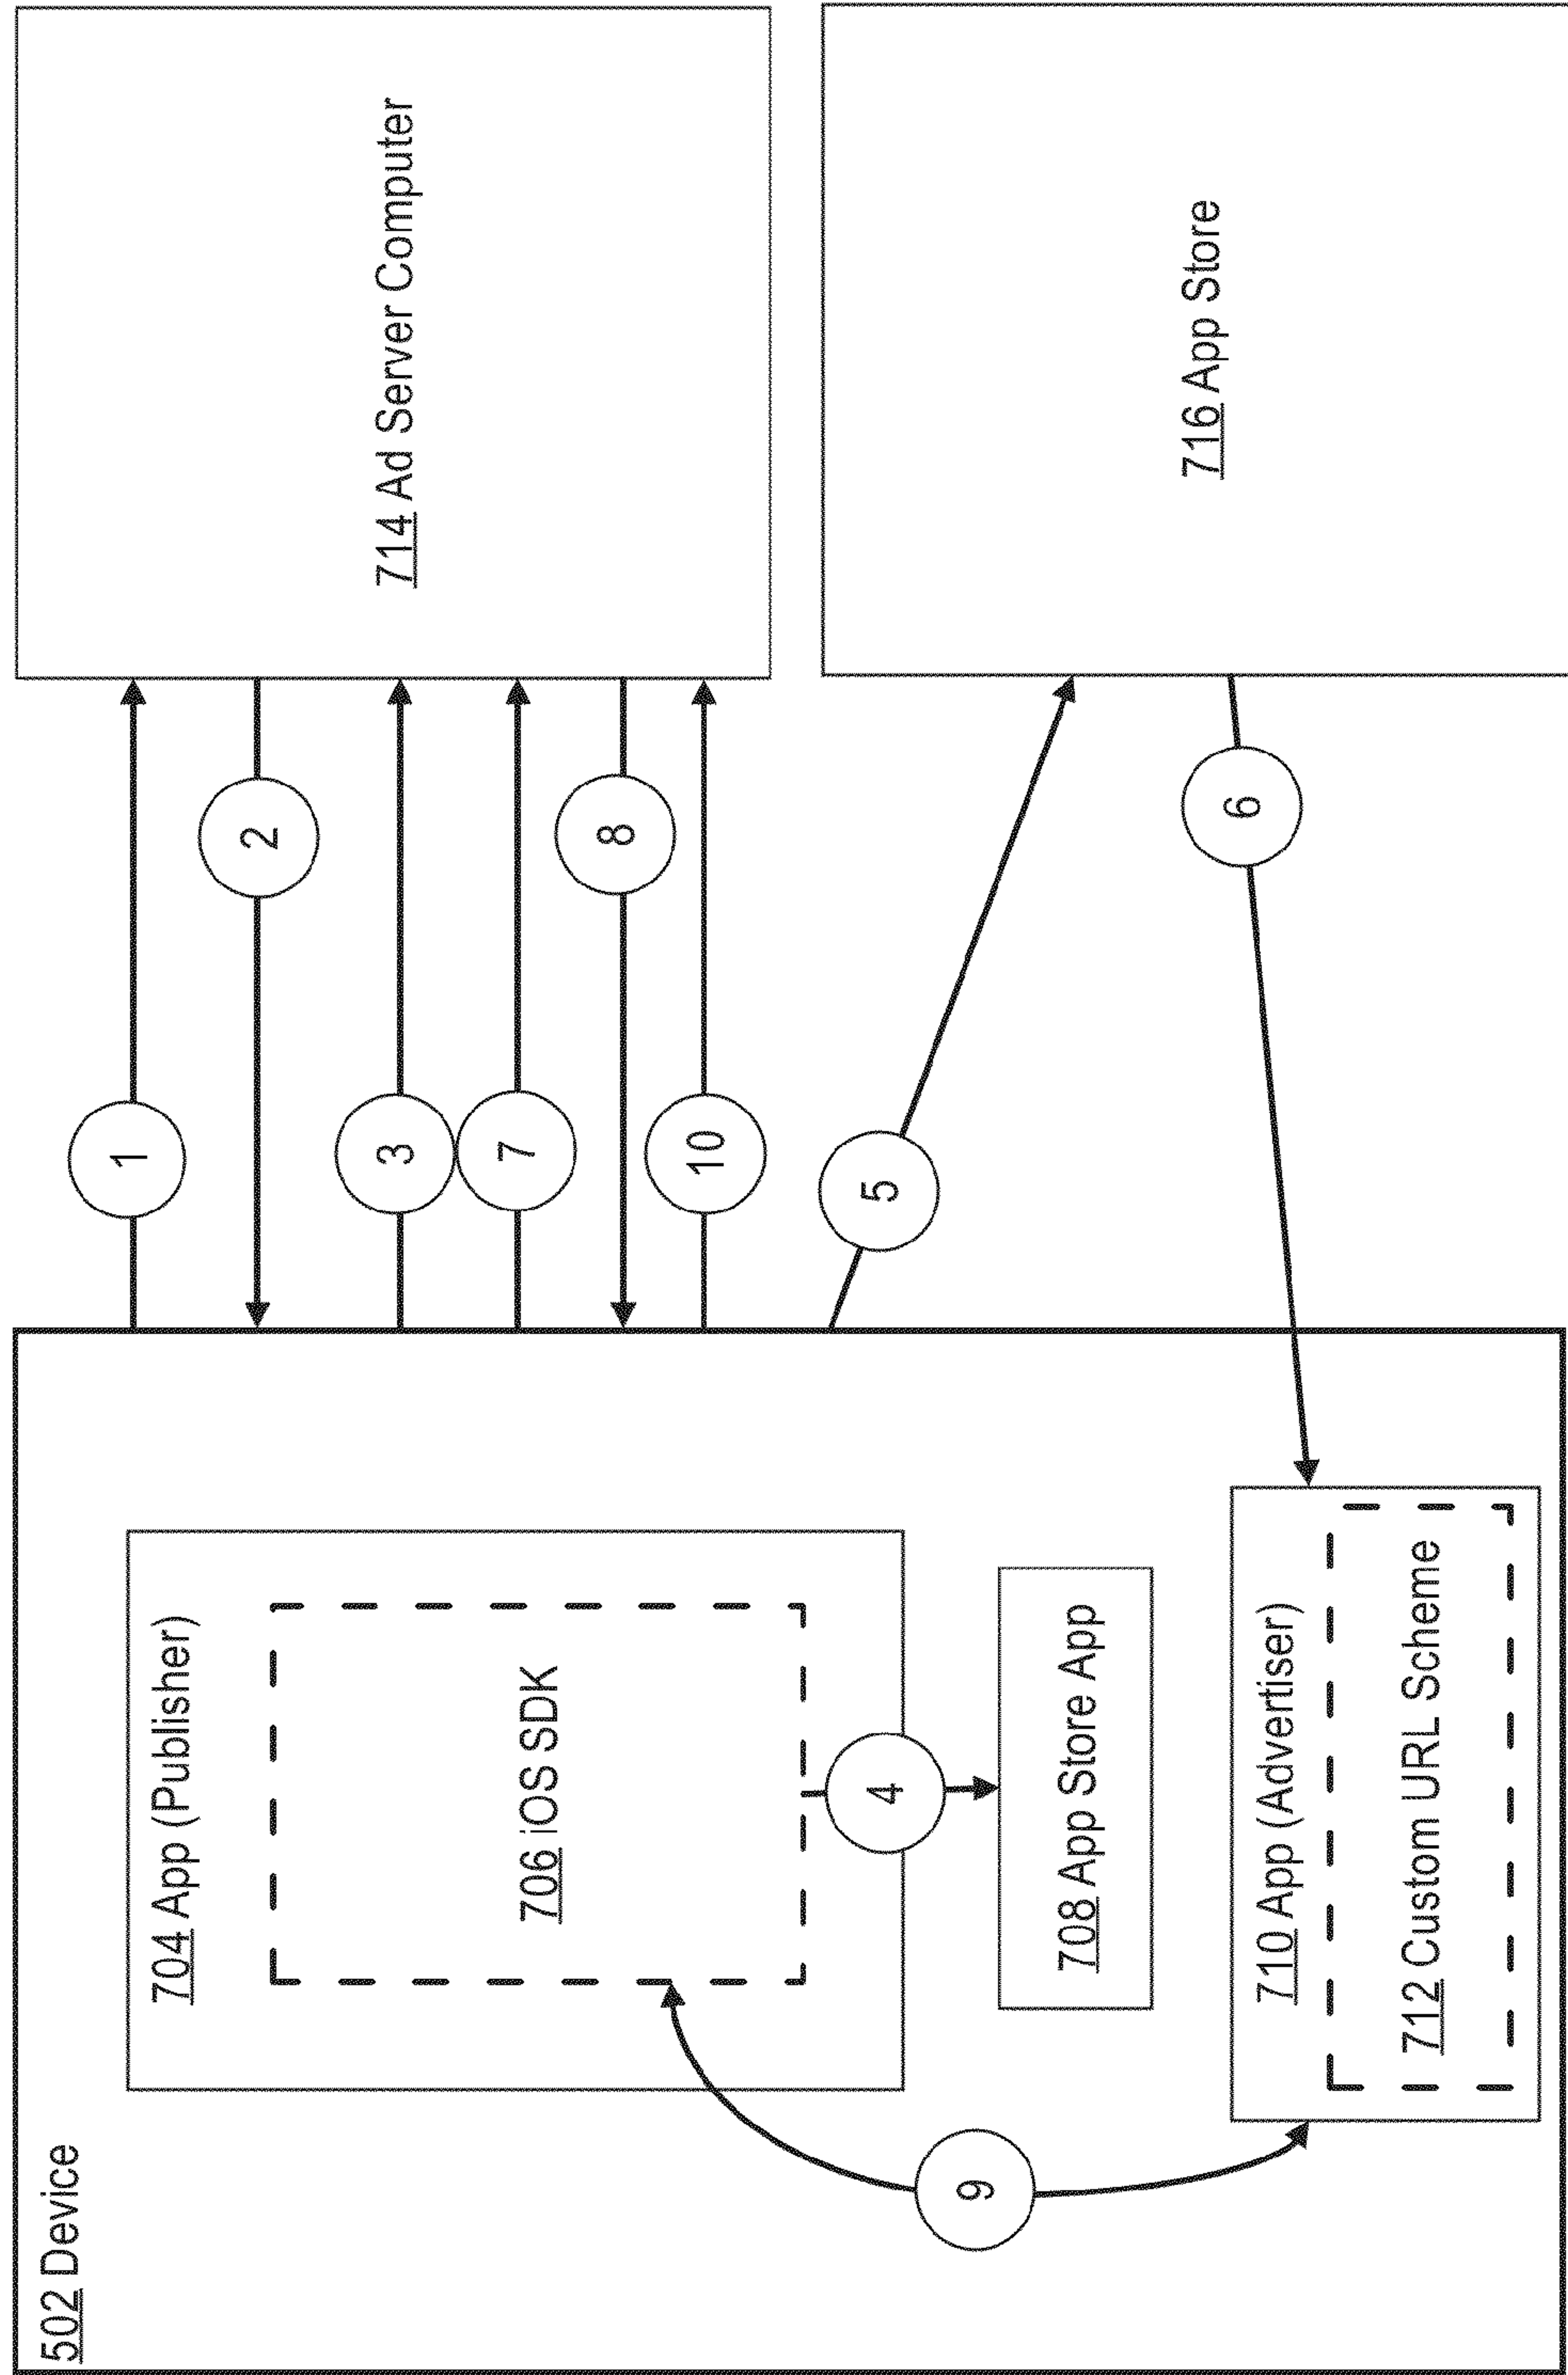 502 Device
704 App (Publisher)
706 iOS SDK
4
708 App Store App
9
710 App (Advertiser)
712 Custom URL Scheme
1
2
3
7
8
10
5
6
714 Ad Server Computer
716 App Store